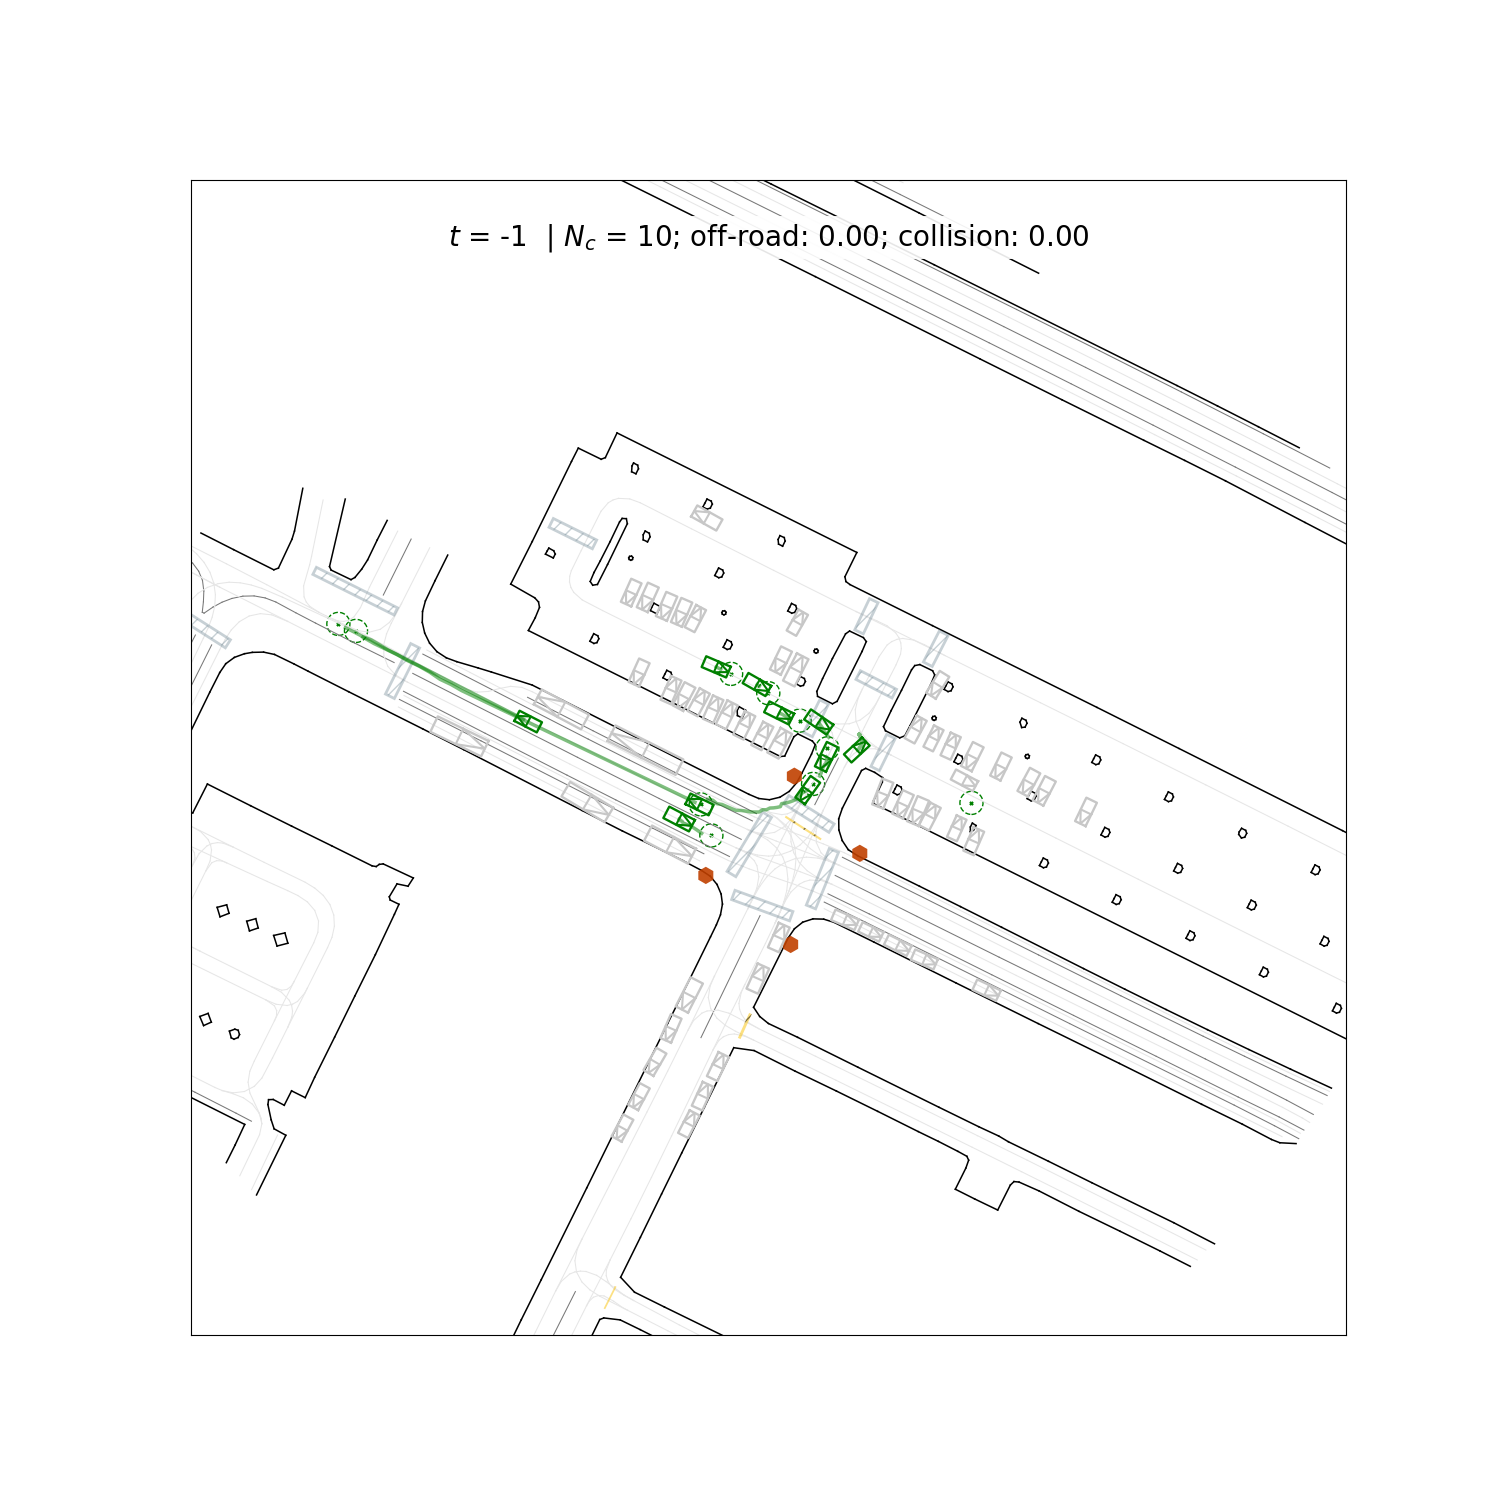 t = -1 | N_c = 10; off-road: 0.00; collision: 0.00